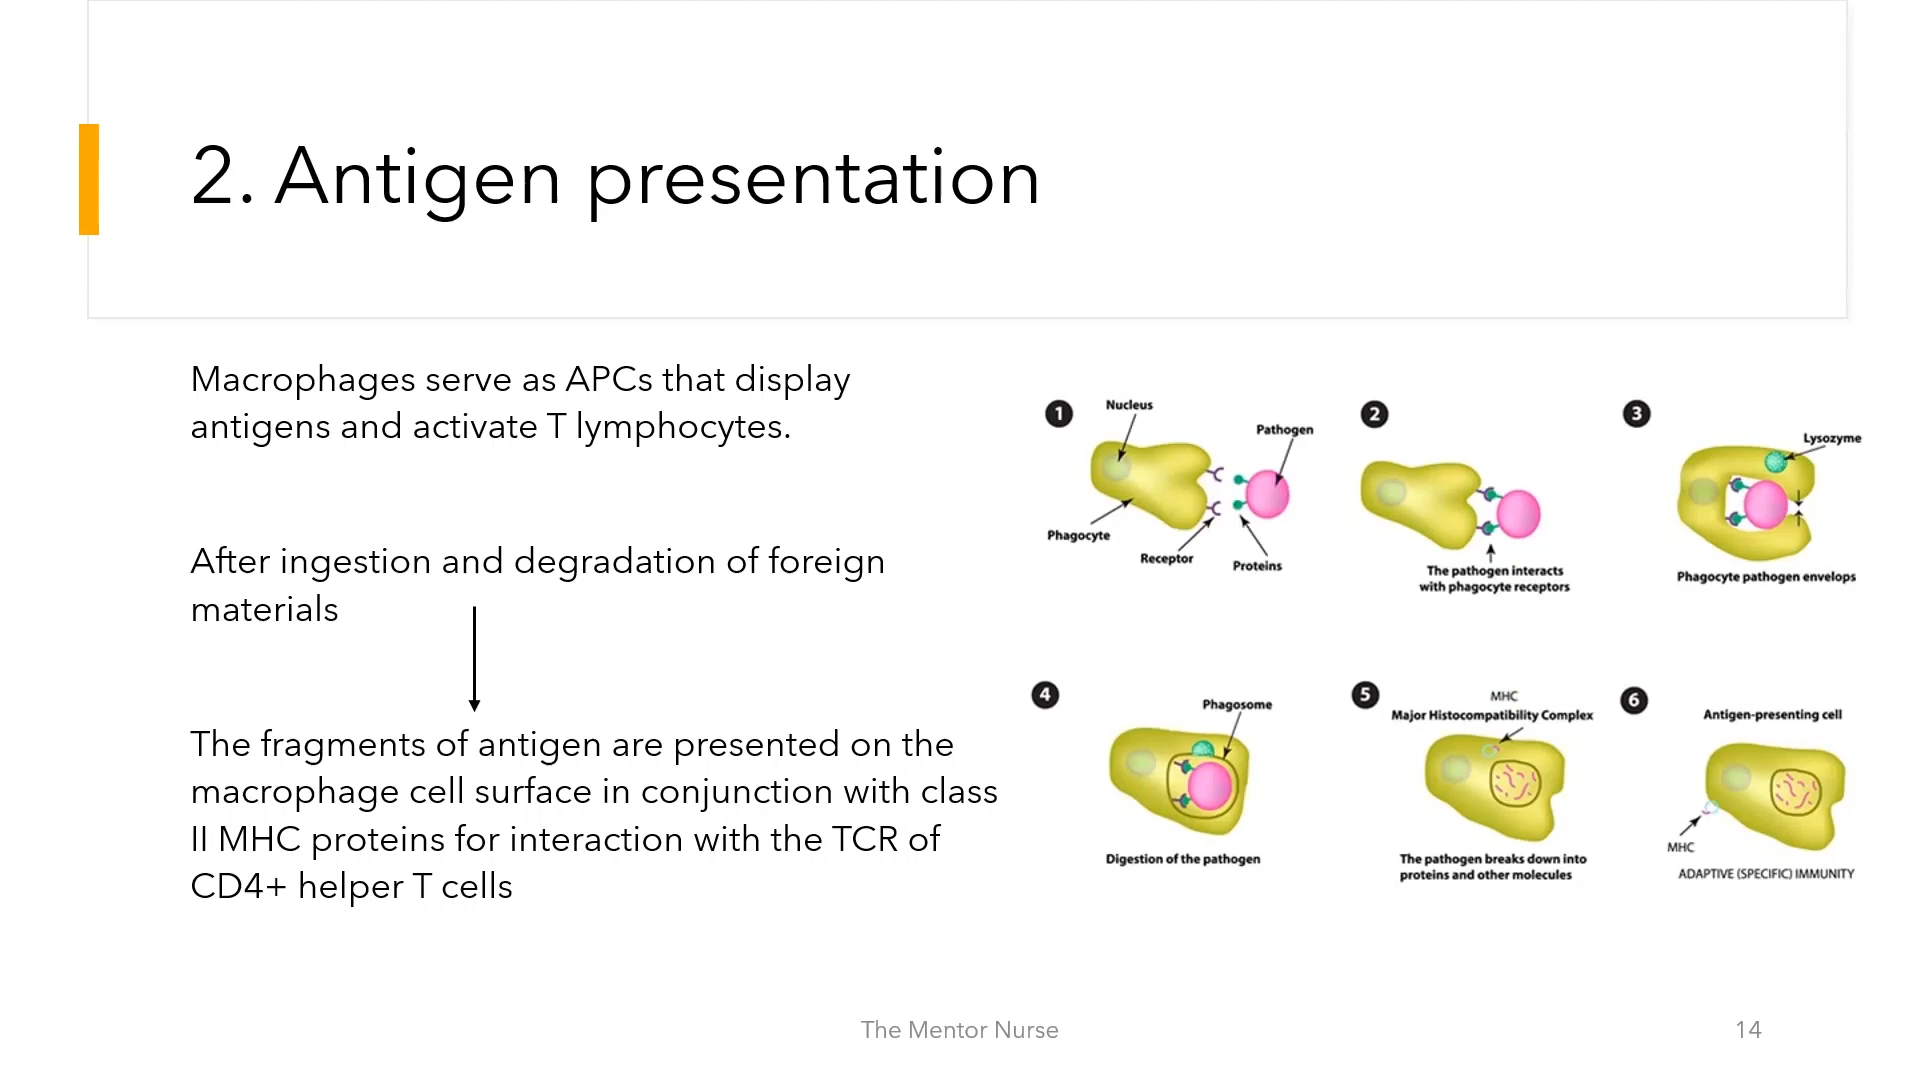 2. Antigen presentation
Macrophages serve as APCs that display
antigens and activate T lymphocytes.
After ingestion and degradation of foreign
materials
The fragments of antigen are presented on the
macrophage cell surface in conjunction with class
II MHC proteins for interaction with the TCR of
CD4+ helper T cells
1
Nucleus
Pathogen
Phagocyte
Receptor
Proteins
2
The pathogen interacts
with phagocyte receptors
3
Lysozyme
Phagocyte pathogen envelops
4
Phagosome
Digestion of the pathogen
5
MHC
Major Histocompatibility Complex
The pathogen breaks down into
proteins and other molecules
6
Antigen-presenting cell
MHC
ADAPTIVE (SPECIFIC) IMMUNITY
The Mentor Nurse
14